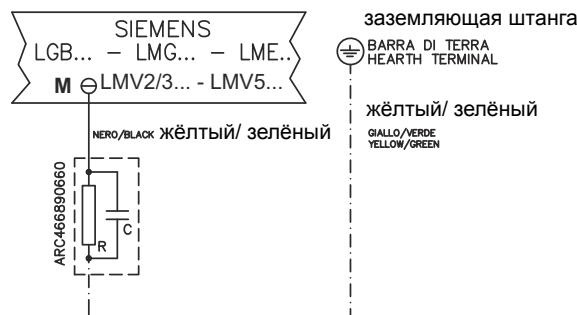 SIEMENS
LGB... – LMG... – LME...
M LMV2/3... - LMV5...
NERO/BLACK жёлтый/ зелёный
ARC466890660
R
C
заземляющая штанга
BARRA DI TERRA
HEARTH TERMINAL
жёлтый/ зелёный
GIALLO/VERDE
YELLOW/GREEN